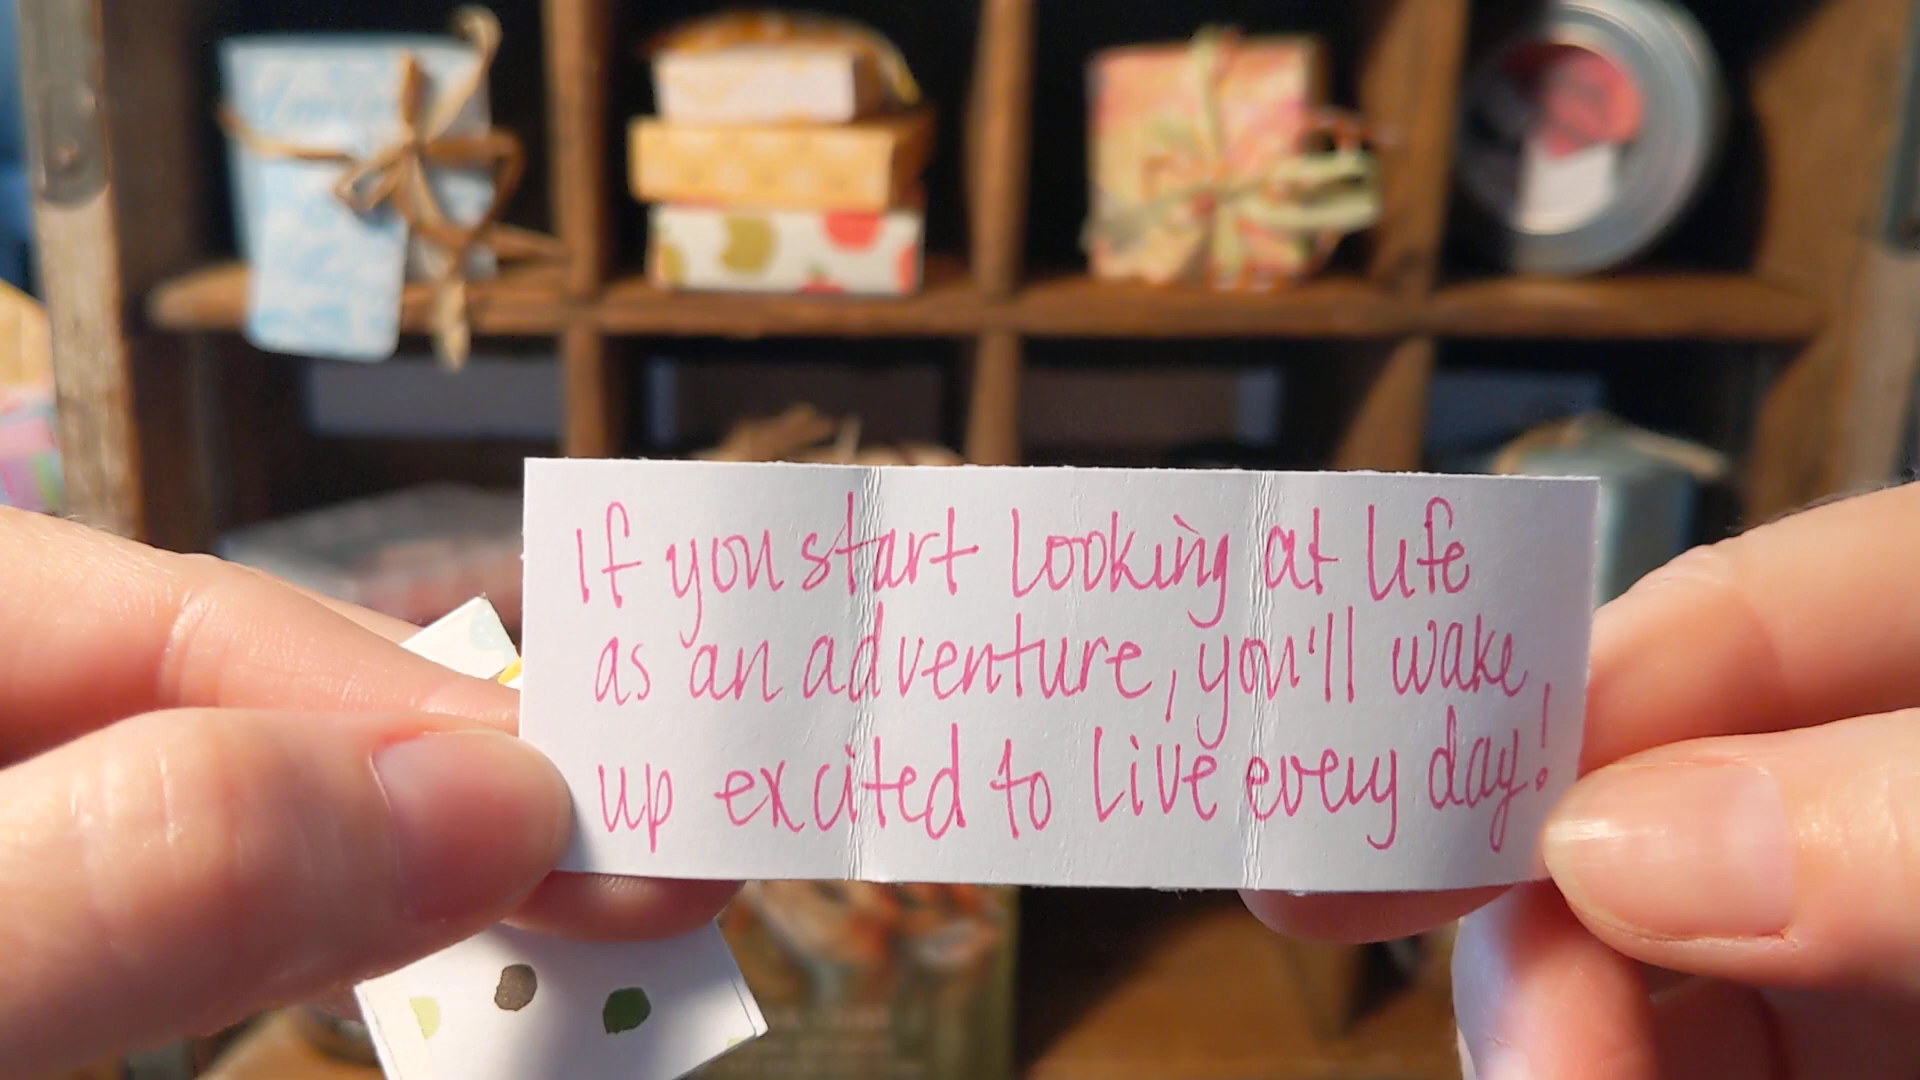 If you start looking at life
as an adventure, you'll wake
up excited to live every day!